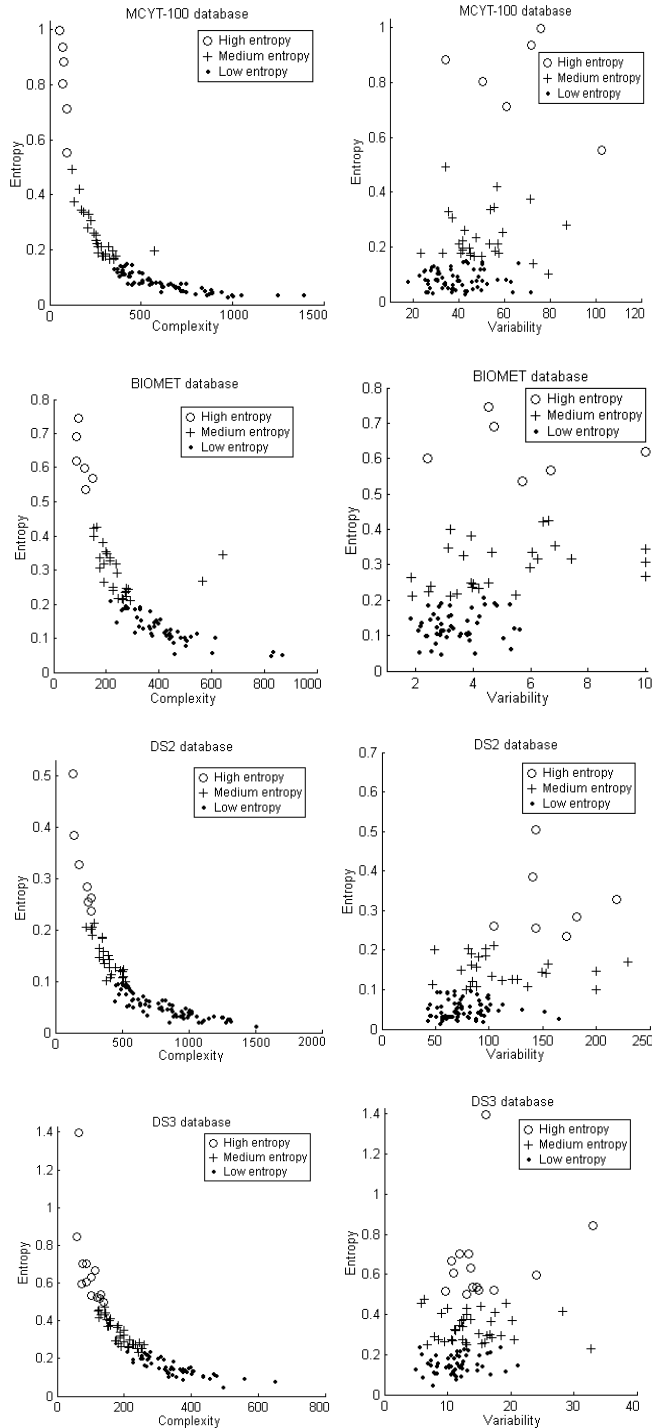 MCYT-100 database
High entropy
Medium entropy
Low entropy
Entropy
1
0.8
0.6
0.4
0.2
0
0
500
1000
1500
Complexity
MCYT-100 database
High entropy
Medium entropy
Low entropy
Entropy
1
0.8
0.6
0.4
0.2
0
20
40
60
80
100
120
Variability
BIOMET database
High entropy
Medium entropy
Low entropy
Entropy
0.8
0.7
0.6
0.5
0.4
0.3
0.2
0.1
0
0
200
400
600
800
1000
Complexity
BIOMET database
High entropy
Medium entropy
Low entropy
Entropy
0.8
0.7
0.6
0.5
0.4
0.3
0.2
0.1
0
2
4
6
8
10
Variability
DS2 database
High entropy
Medium entropy
Low entropy
Entropy
0.5
0.4
0.3
0.2
0.1
0
0
500
1000
1500
2000
Complexity
DS2 database
High entropy
Medium entropy
Low entropy
Entropy
0.7
0.6
0.5
0.4
0.3
0.2
0.1
0
0
50
100
150
200
250
Variability
DS3 database
High entropy
Medium entropy
Low entropy
Entropy
1.4
1.2
1
0.8
0.6
0.4
0.2
0
0
200
400
600
800
Complexity
DS3 database
High entropy
Medium entropy
Low entropy
Entropy
1.4
1.2
1
0.8
0.6
0.4
0.2
0
0
10
20
30
40
Variability